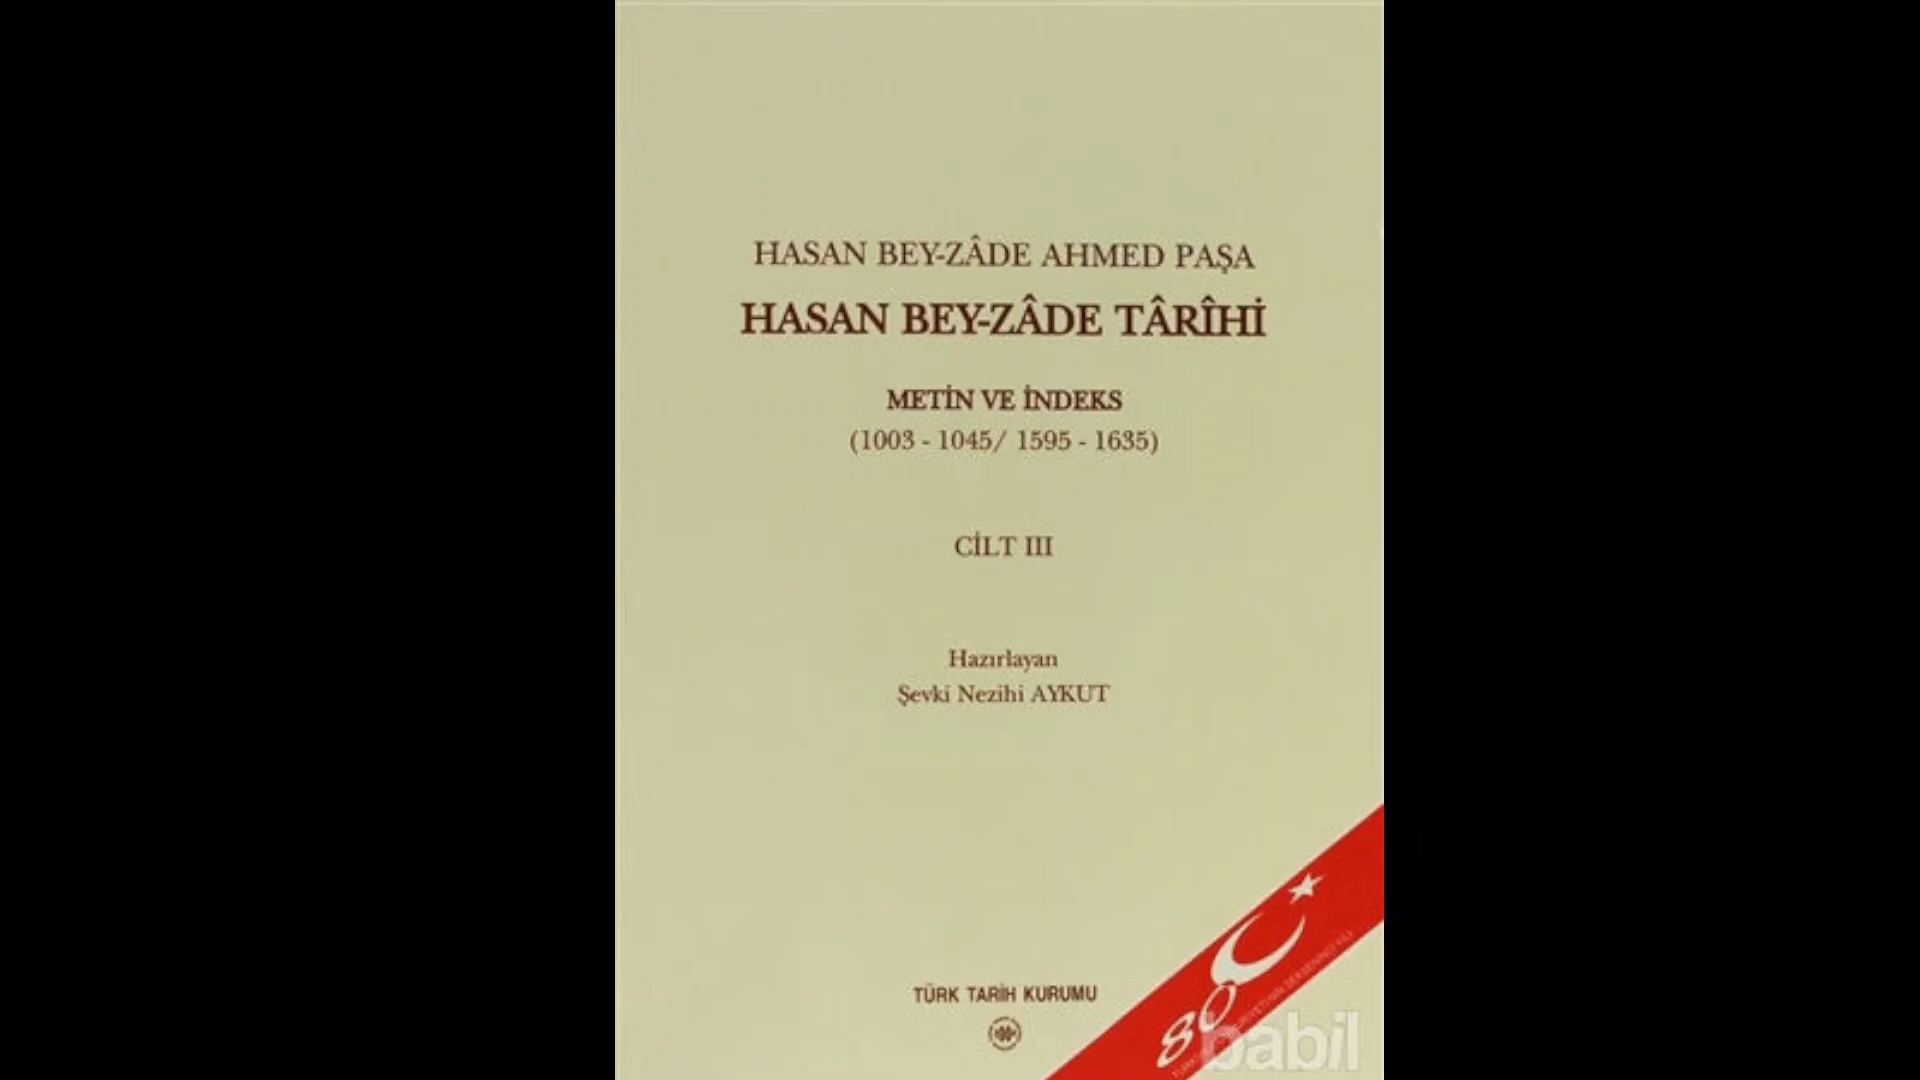 HASAN BEY-ZÂDE AHMED PAŞA
HASAN BEY-ZÂDE TÂRÎHİ
METİN VE İNDEKS
(1003 - 1045/ 1595 - 1635)
CİLT III
Hazırlayan
Şevki Nezihi AYKUT
TÜRK TARİH KURUMU
80
babil